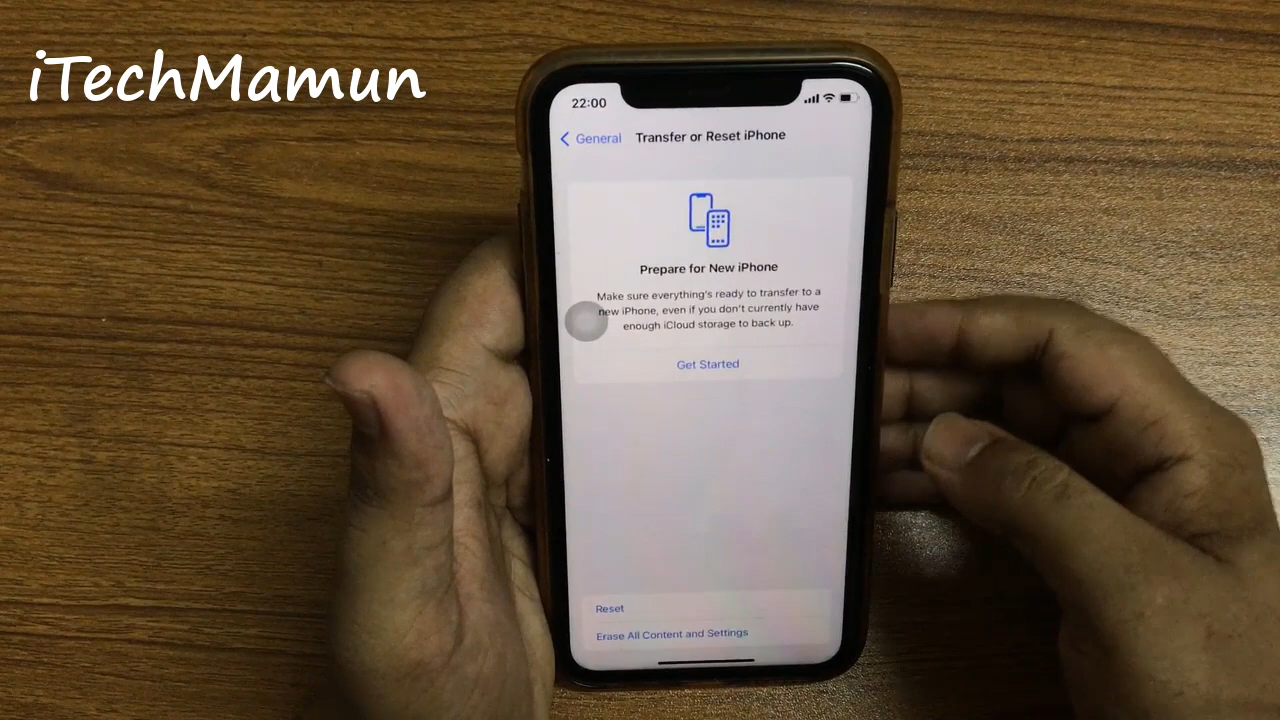 iTechMamun
22:00
General Transfer or Reset iPhone
Prepare for New iPhone
Make sure everything's ready to transfer to a
new iPhone, even if you don't currently have
enough iCloud storage to back up.
Get Started
Reset
Erase All Content and Settings